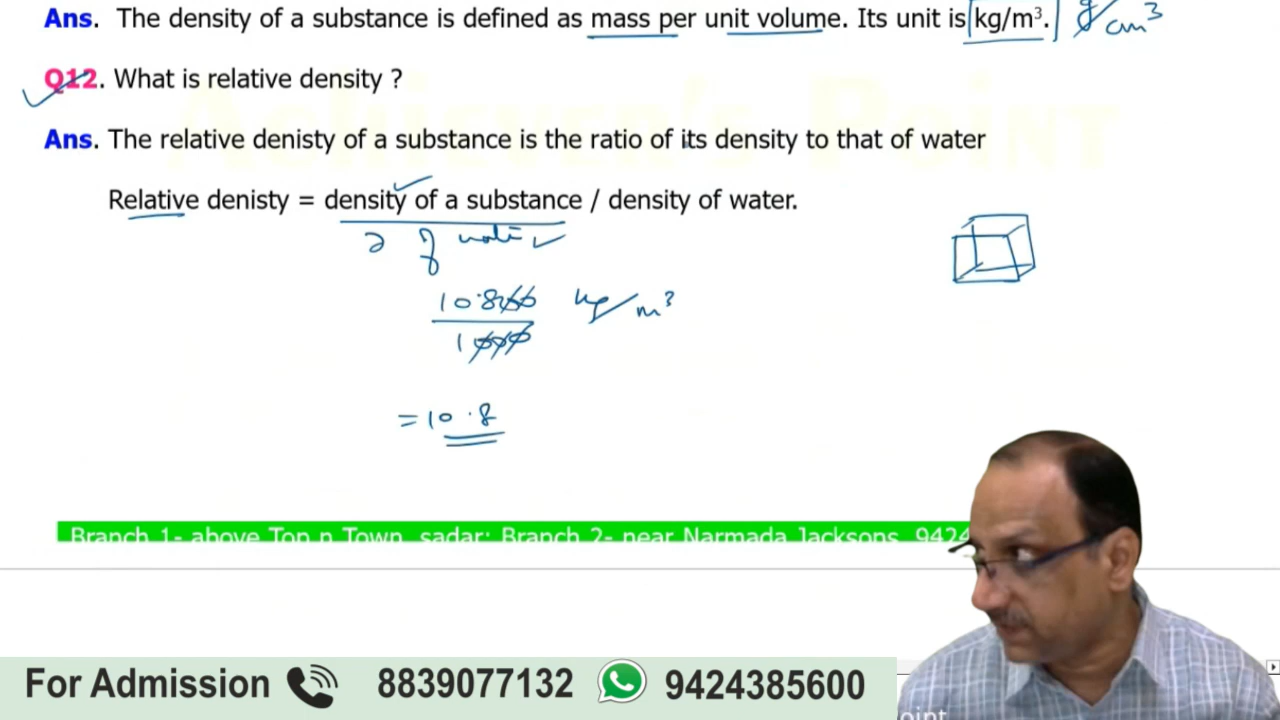 Ans. The density of a substance is defined as mass per unit volume. Its unit is kg/m³. g/cm³
Q12. What is relative density ?
Ans. The relative denisty of a substance is the ratio of its density to that of water
Relative denisty = density of a substance / density of water.
kg/m³
= 10.8
Branch 1- above Top n Town, sadar; Branch 2- near Narmada Jacksons, 9424
For Admission 8839077132 9424385600
oint